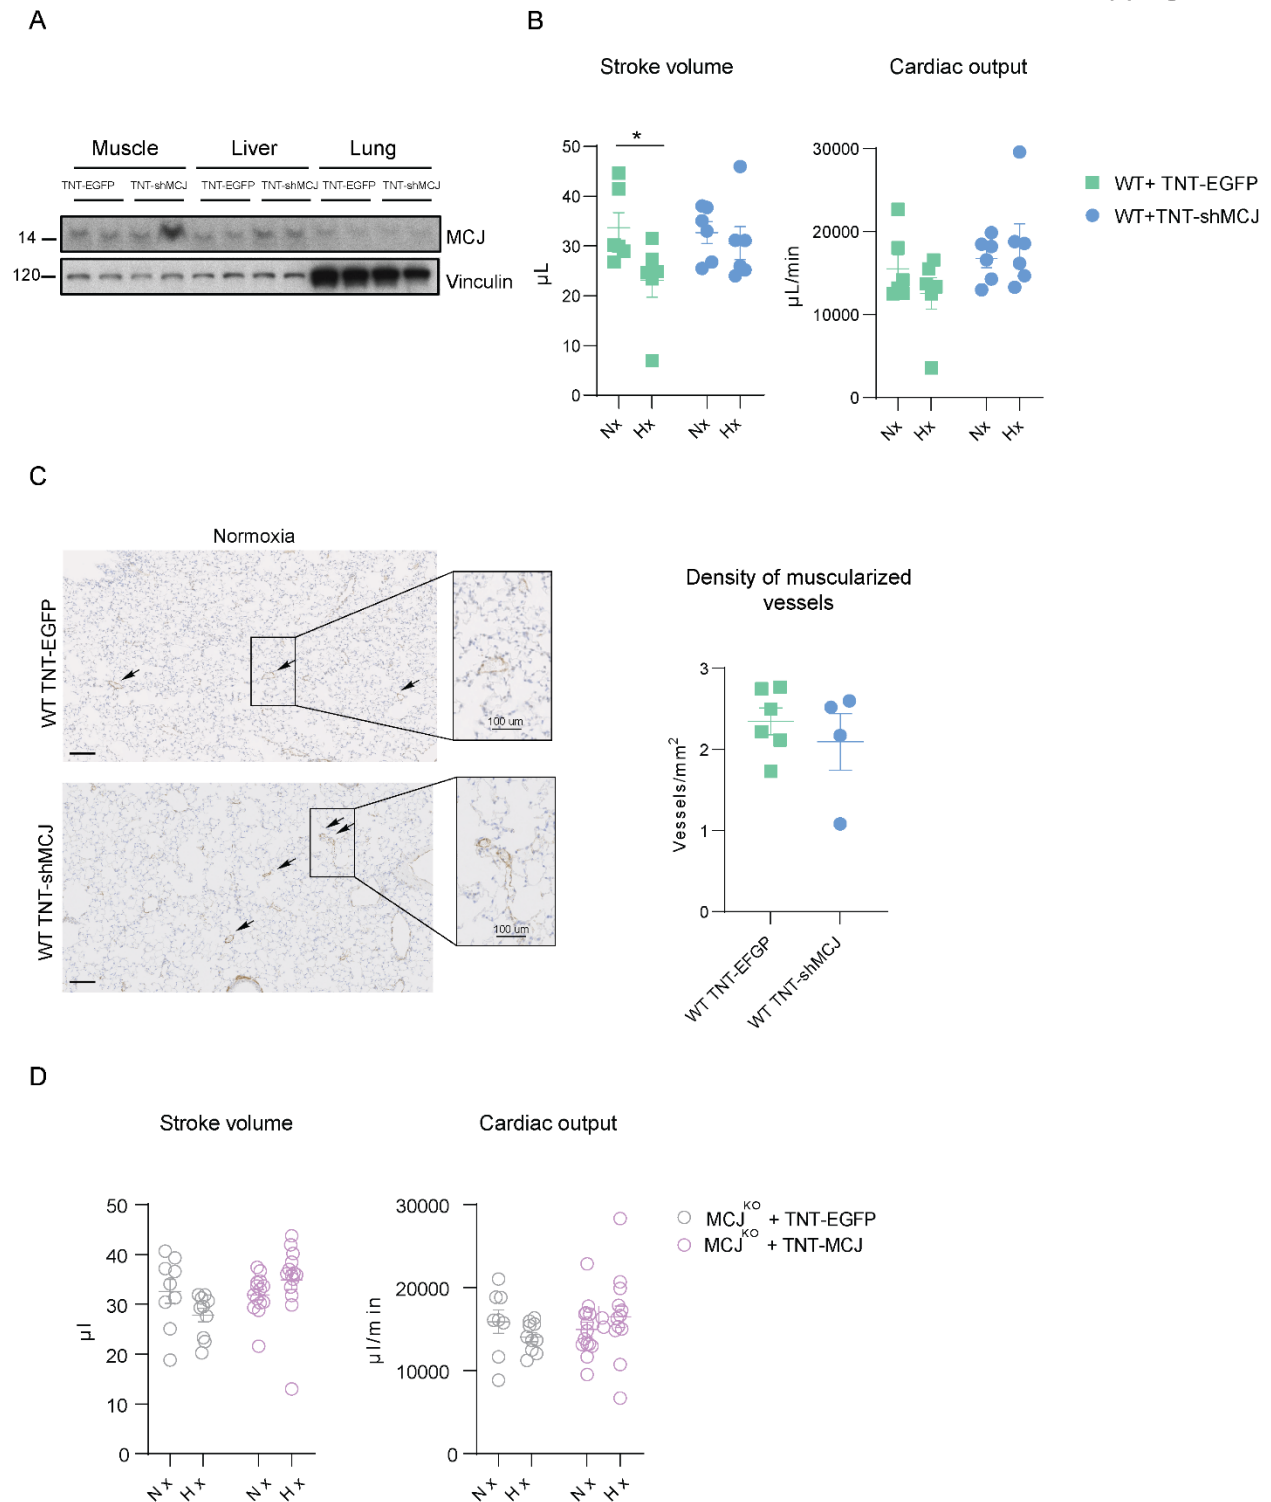 A
B
Stroke volume
Cardiac output
Muscle
Liver
Lung
TNT-EGFP
TNT-shMCJ
TNT-EGFP
TNT-shMCJ
TNT-EGFP
TNT-shMCJ
14
MCJ
120
Vinculin
50
40
30
20
10
0
µL
Nx
Hx
Nx
Hx
*
30000
20000
10000
0
µL/min
Nx
Hx
Nx
Hx
WT+ TNT-EGFP
WT+TNT-shMCJ
C
Normoxia
WT TNT-EGFP
100 um
WT TNT-shMCJ
100 um
Density of muscularized
vessels
3
2
1
0
Vessels/mm²
WT TNT-EFGP
WT TNT-shMCJ
D
Stroke volume
Cardiac output
50
40
30
20
10
0
µl
Nx
Hx
Nx
Hx
30000
20000
10000
0
µl/min
Nx
Hx
Nx
Hx
MCJ KO + TNT-EGFP
MCJ KO + TNT-MCJ